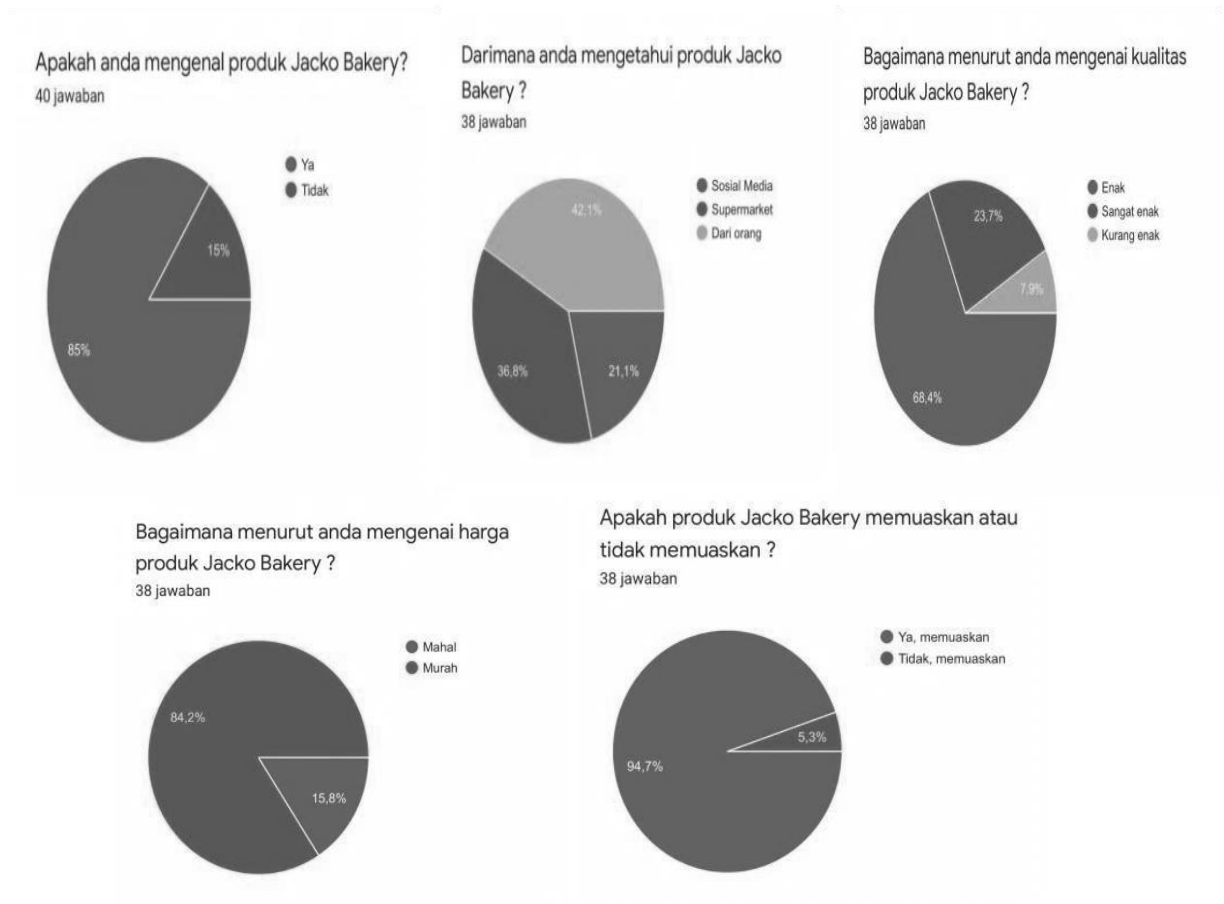 Apakah anda mengenal produk Jacko Bakery?
40 jawaban
Ya
Tidak
15%
85%
Darimana anda mengetahui produk Jacko
Bakery ?
38 jawaban
Sosial Media
Supermarket
Dari orang
42,1%
36,8%
21,1%
Bagaimana menurut anda mengenai kualitas
produk Jacko Bakery ?
38 jawaban
Enak
Sangat enak
Kurang enak
23,7%
7,9%
68,4%
Bagaimana menurut anda mengenai harga
produk Jacko Bakery ?
38 jawaban
Mahal
Murah
84,2%
15,8%
Apakah produk Jacko Bakery memuaskan atau
tidak memuaskan ?
38 jawaban
Ya, memuaskan
Tidak, memuaskan
5,3%
94,7%